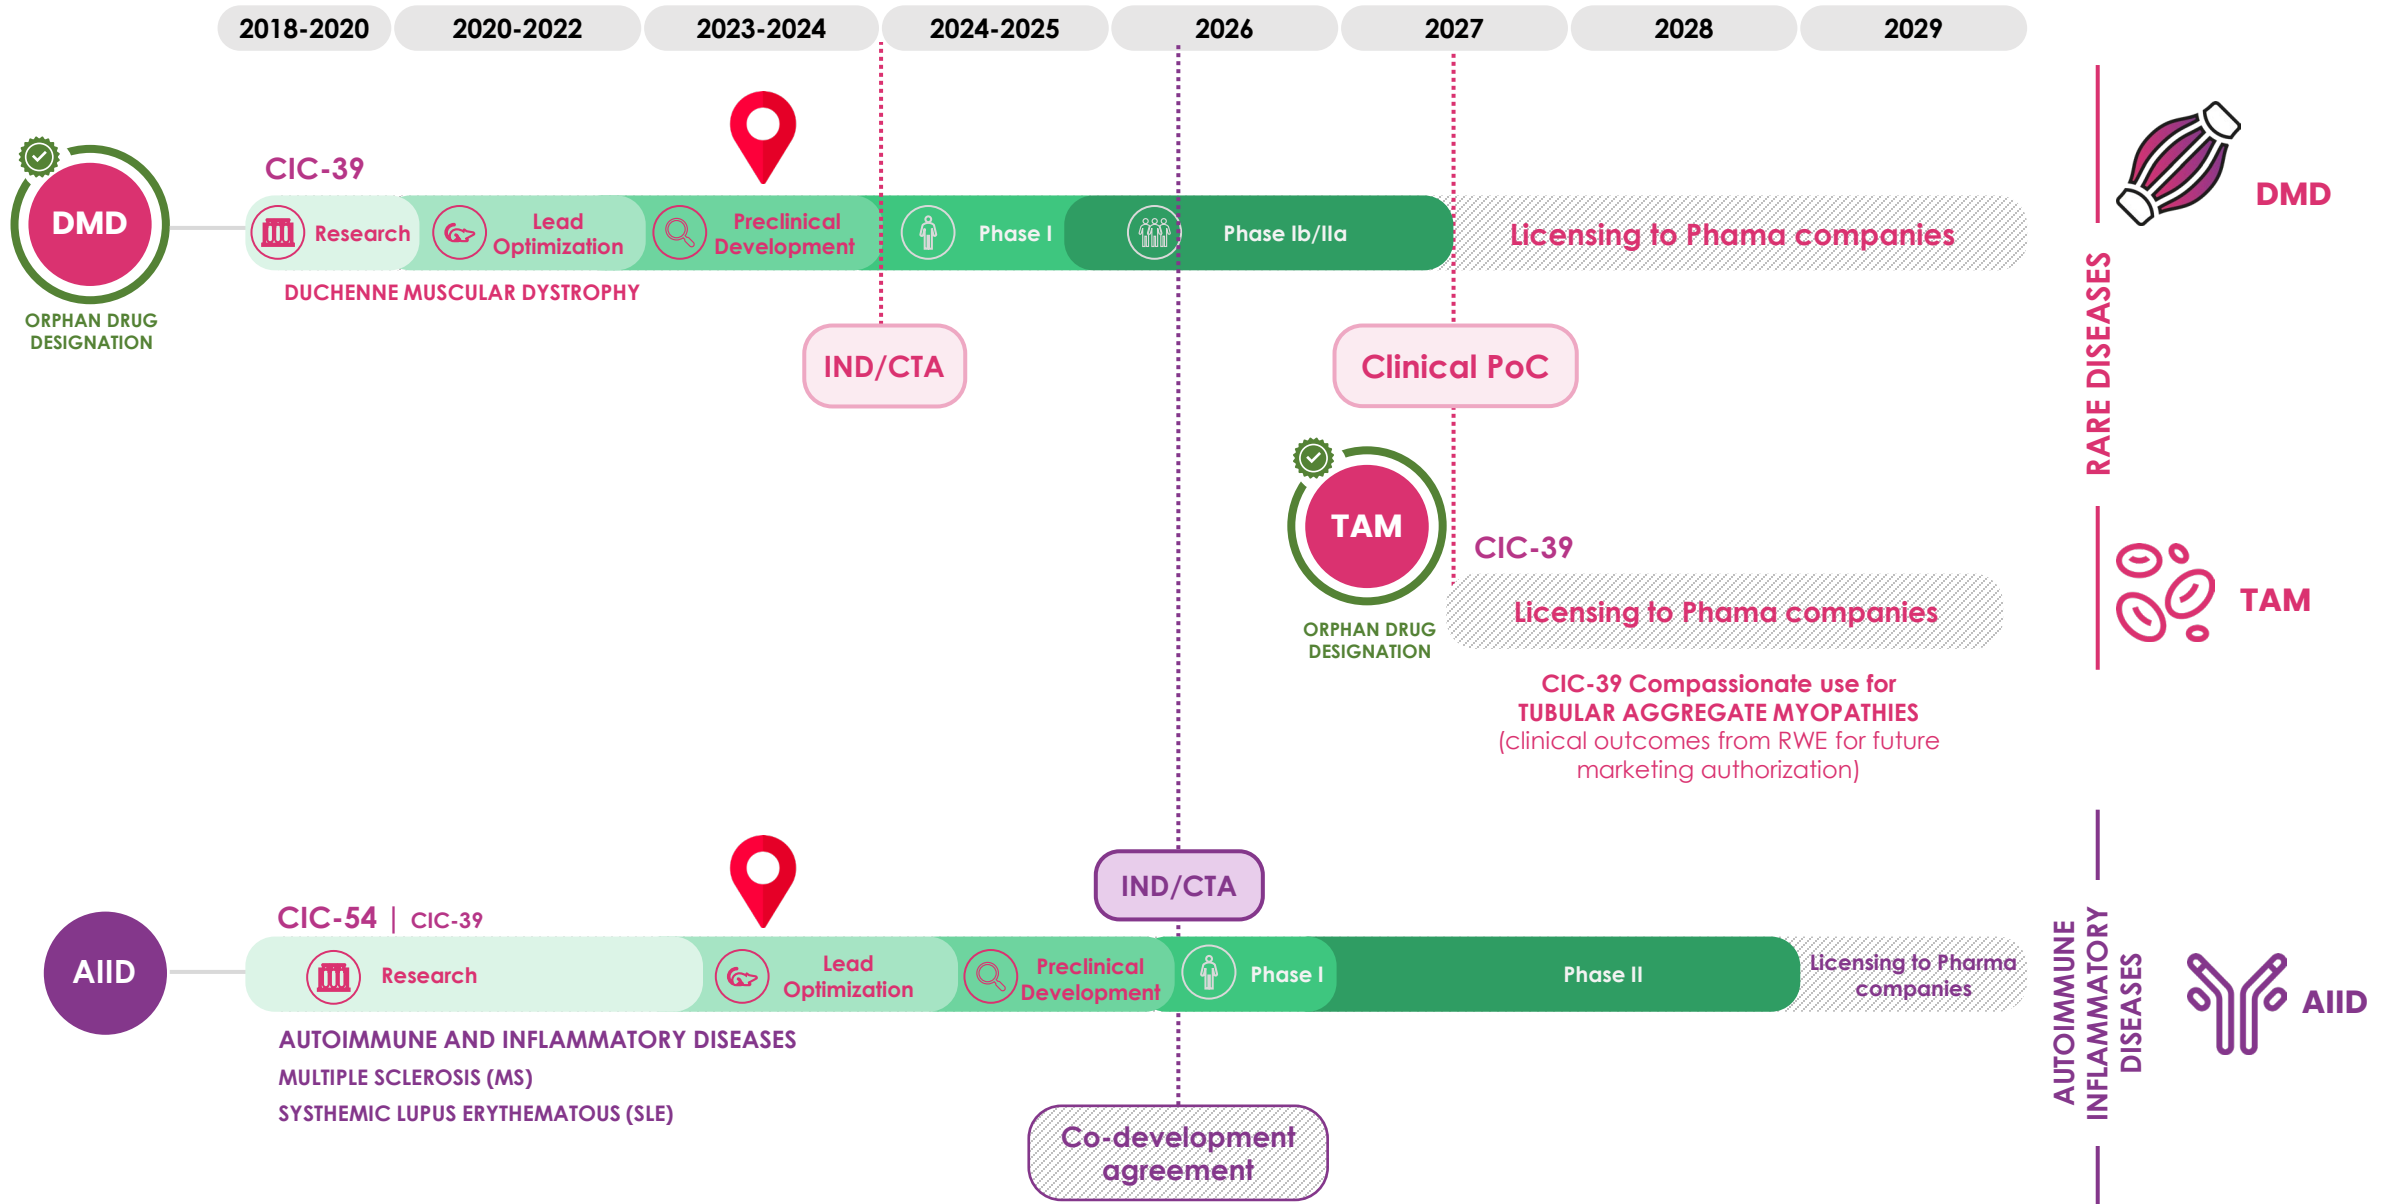 2018-2020
2020-2022
2023-2024
2024-2025
2026
2027
2028
2029
DMD
ORPHAN DRUG
DESIGNATION
CIC-39
Research
Lead
Optimization
Preclinical
Development
Phase I
Phase Ib/IIa
Licensing to Phama companies
DUCHENNE MUSCULAR DYSTROPHY
IND/CTA
Clinical PoC
TAM
ORPHAN DRUG
DESIGNATION
CIC-39
Licensing to Phama companies
CIC-39 Compassionate use for
TUBULAR AGGREGATE MYOPATHIES
(clinical outcomes from RWE for future
marketing authorization)
RARE DISEASES
DMD
TAM
AIID
CIC-54 | CIC-39
Research
Lead
Optimization
Preclinical
Development
IND/CTA
Phase I
Phase II
Licensing to Pharma
companies
AUTOIMMUNE AND INFLAMMATORY DISEASES
MULTIPLE SCLEROSIS (MS)
SYSTHEMIC LUPUS ERYTHEMATOUS (SLE)
Co-development
agreement
AUTOIMMUNE
INFLAMMATORY
DISEASES
AIID